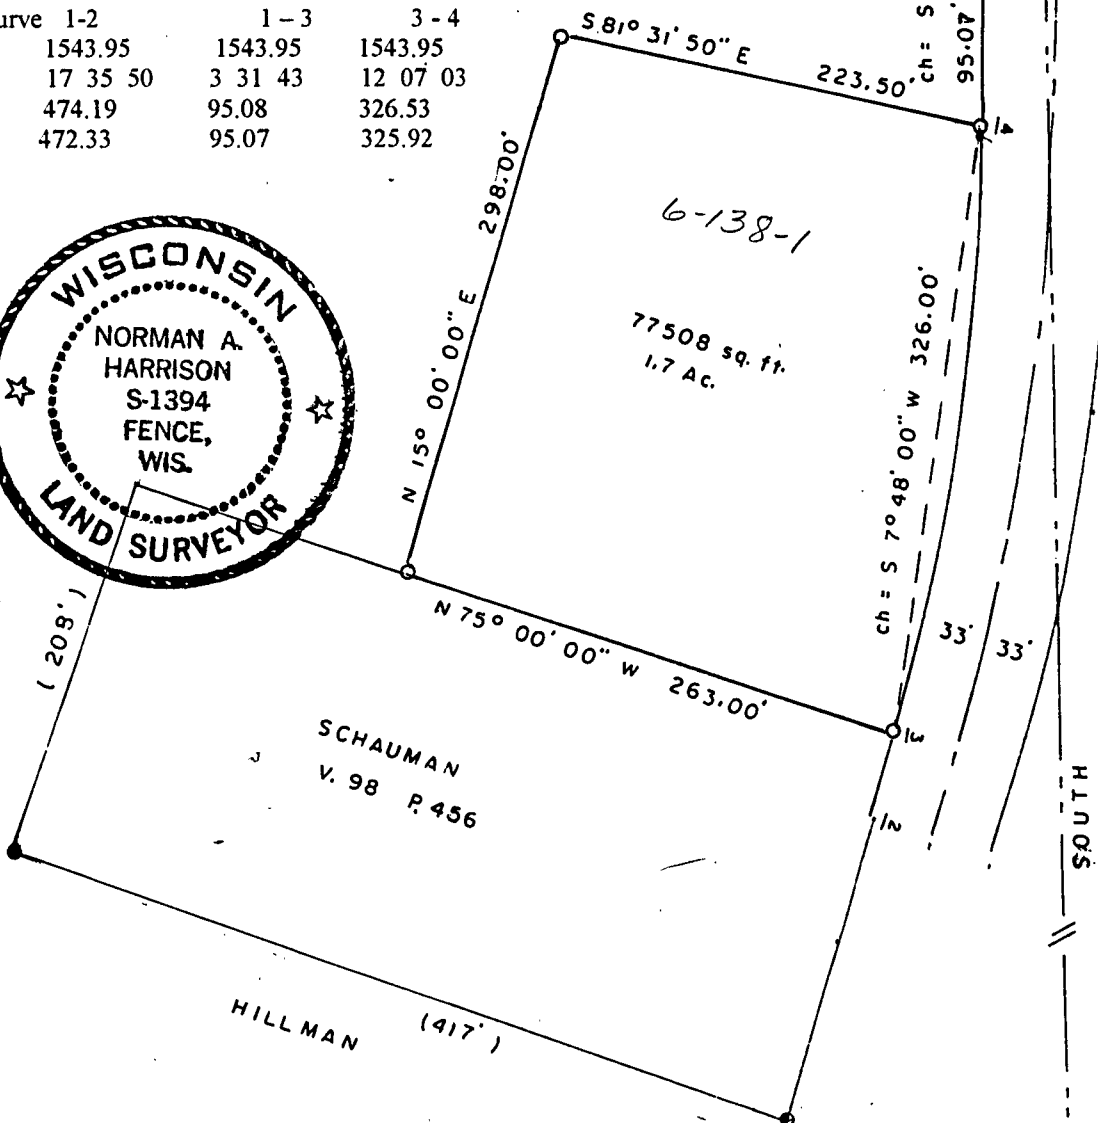 urve 1-2 1 – 3 3 - 4
1543.95 1543.95 1543.95
17 35 50 3 31 43 12 07 03
474.19 95.08 326.53
472.33 95.07 325.92
S 81° 31' 50" E 223.50'
ch = S
95.07'
4
298.00'
N 15° 00' 00" E
6-138-1
77508 sq. ft.
1.7 Ac.
ch = S 7° 48' 00" W 326.00'
WISCONSIN
NORMAN A.
HARRISON
S-1394
FENCE,
WIS.
LAND SURVEYOR
N 75° 00' 00" W 263.00'
33' 33'
3
2
(208')
SCHAUMAN
V. 98 P. 456
SOUTH
HILLMAN (417')